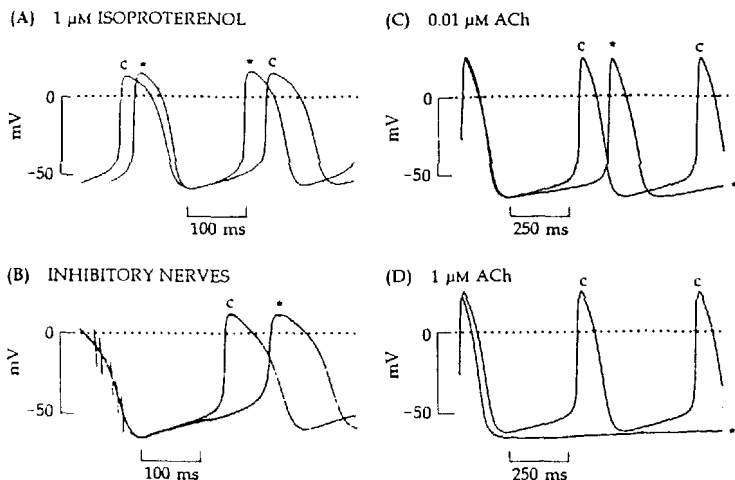 (A) 1 µM ISOPROTERENOL
C * * C
0
mV
−50
100 ms
(B) INHIBITORY NERVES
C *
0
mV
−50
100 ms
(C) 0.01 µM ACh
C * C
0
mV
−50
*
250 ms
(D) 1 µM ACh
C C
0
mV
−50
*
250 ms